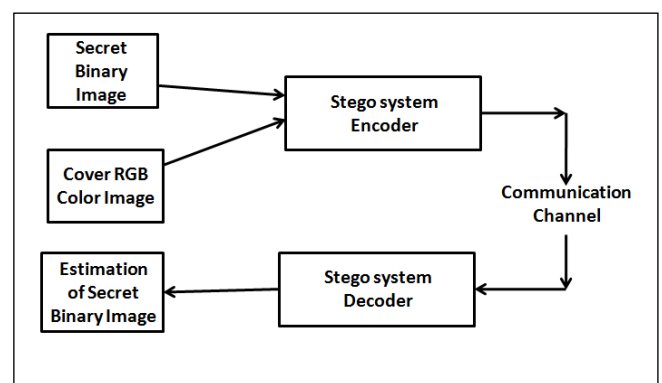 Secret
Binary
Image
Stego system
Encoder
Cover RGB
Color Image
Communication
Channel
Estimation
of Secret
Binary Image
Stego system
Decoder